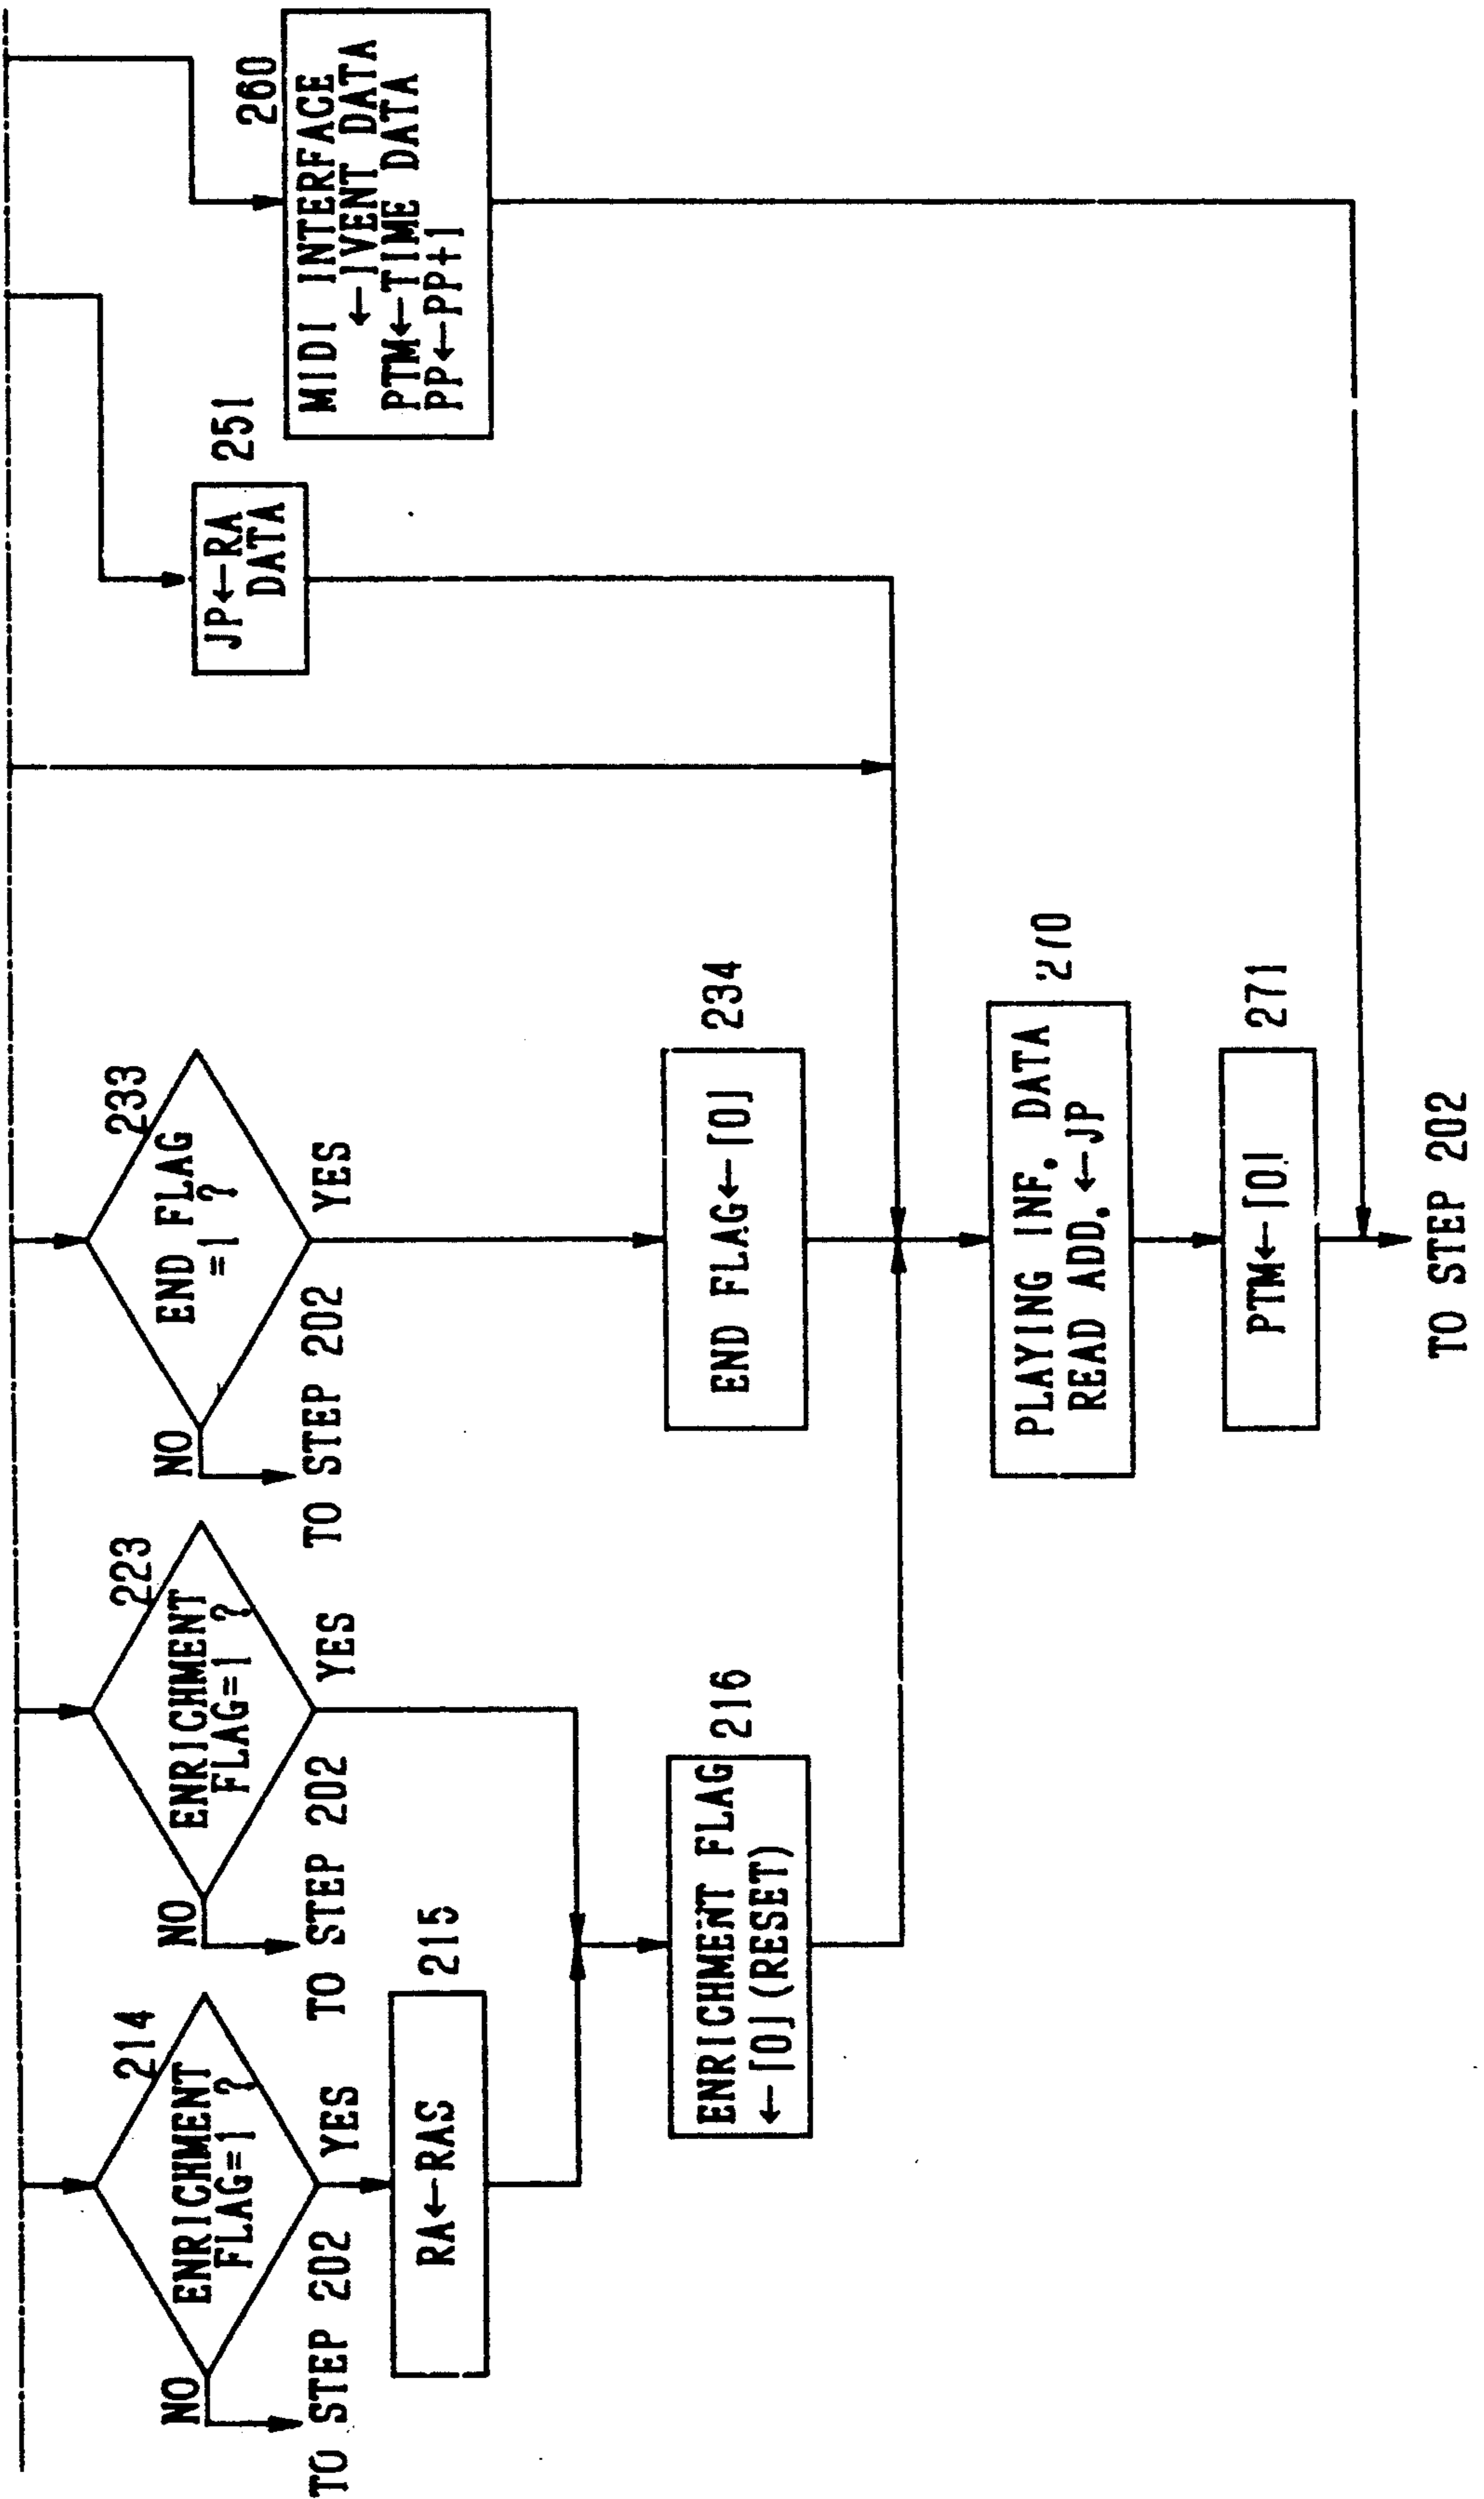 214
ENRICHMENT
FLAG=1 ?
NO
YES
TO STEP 202
RA←RAS
215
223
ENRICHMENT
FLAG=1 ?
NO
YES
TO STEP 202
ENRICHMENT FLAG
←[0](RESET)
216
233
END FLAG
=1 ?
NO
YES
TO STEP 202
END FLAG←[0]
234
JP←RA
DATA
251
MIDI INTERFACE
←IVENT DATA
PTM←TIME DATA
PP←PP+1
260
PLAYING INF. DATA
READ ADD.←JP
270
PTM←[0]
271
TO STEP 202